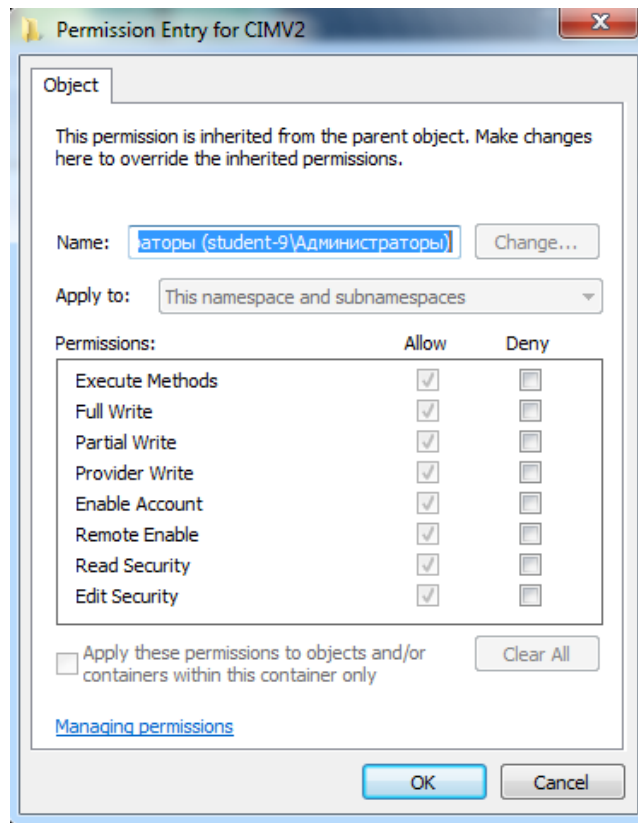 Permission Entry for CIMV2
Object
This permission is inherited from the parent object. Make changes
here to override the inherited permissions.
Name: раторы (student-9\Администраторы) Change...
Apply to: This namespace and subnamespaces
Permissions: Allow Deny
Execute Methods
Full Write
Partial Write
Provider Write
Enable Account
Remote Enable
Read Security
Edit Security
Apply these permissions to objects and/or
containers within this container only
Clear All
Managing permissions
OK Cancel